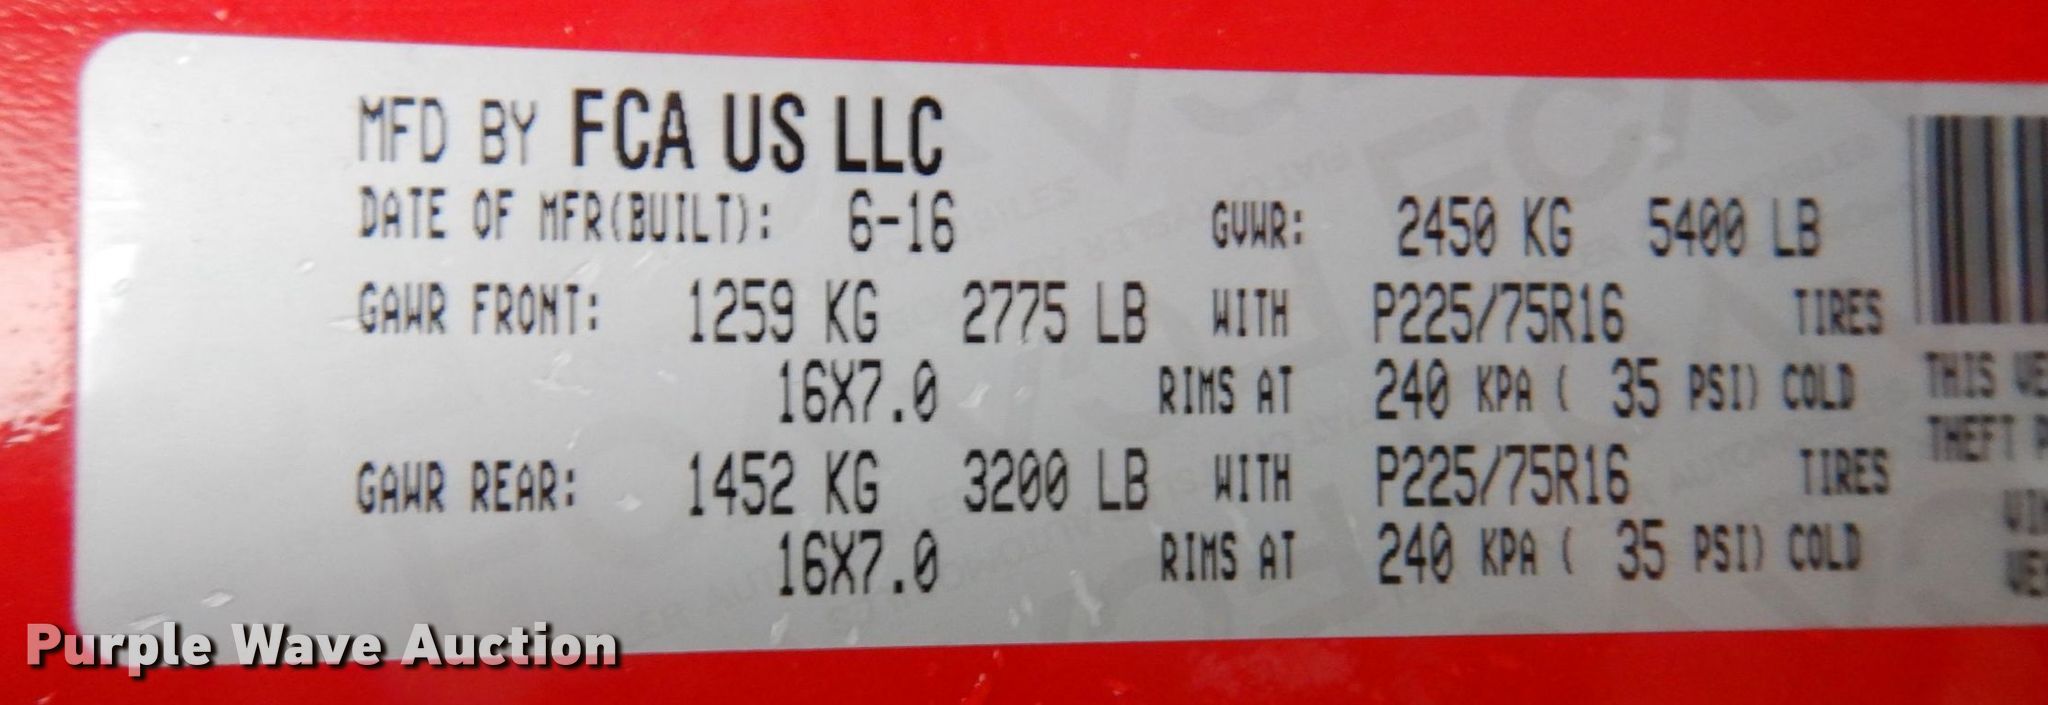 MFD BY FCA US LLC
DATE OF MFR(BUILT): 6-16 GVWR: 2450 KG 5400 LB
GAWR FRONT: 1259 KG 2775 LB WITH P225/75R16 TIRES
16X7.0 RIMS AT 240 KPA ( 35 PSI) COLD
GAWR REAR: 1452 KG 3200 LB WITH P225/75R16 TIRES
16X7.0 RIMS AT 240 KPA ( 35 PSI) COLD
THIS
THEFT
Purple Wave Auction